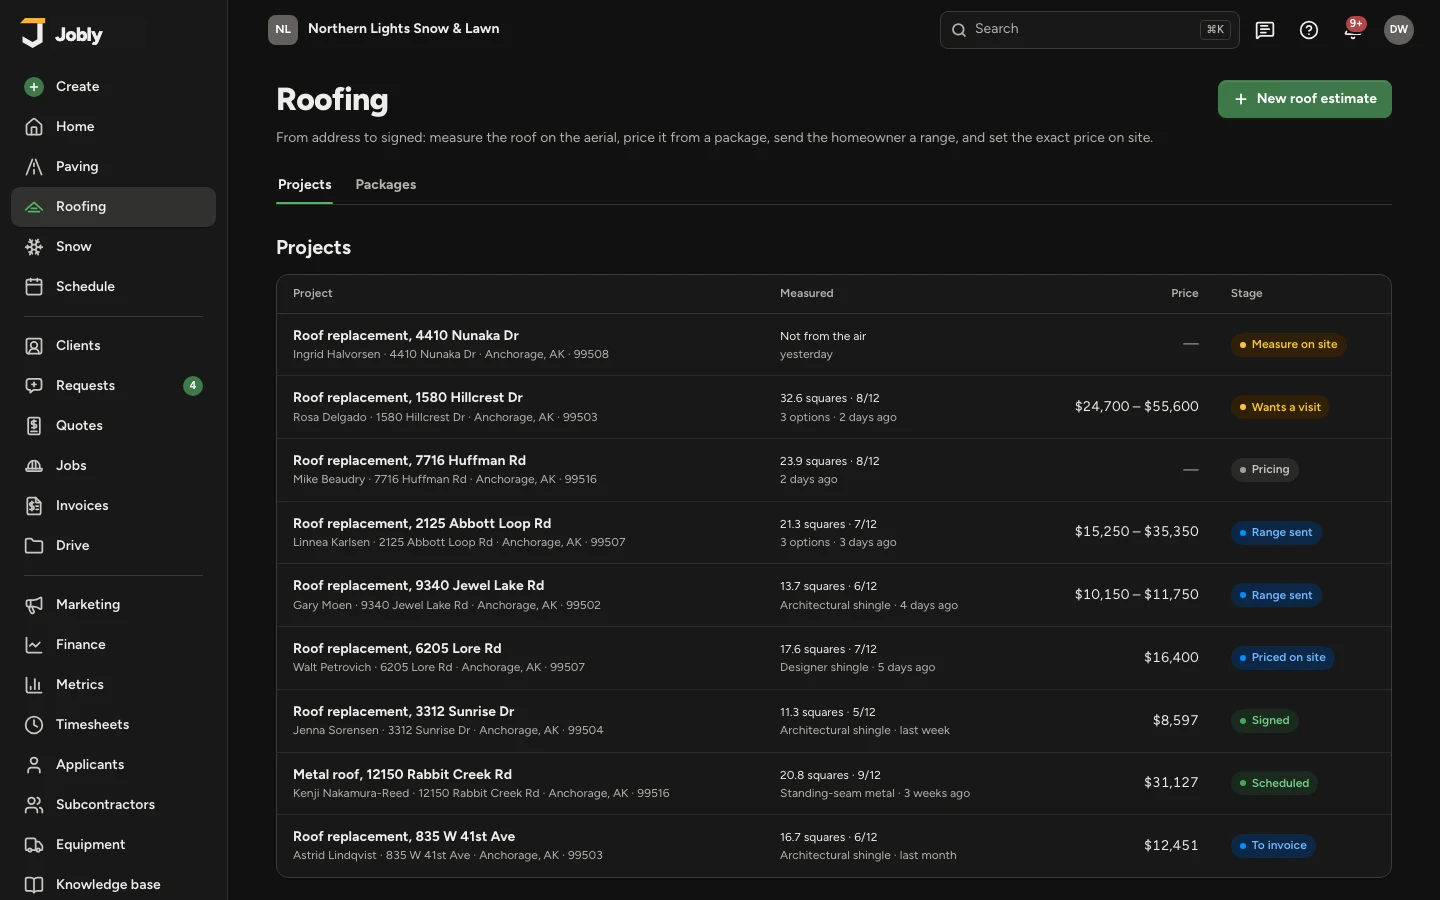 Jobly
NL Northern Lights Snow & Lawn
Search ⌘K
9+
DW
Create
Home
Paving
Roofing
Snow
Schedule
Clients
Requests 4
Quotes
Jobs
Invoices
Drive
Marketing
Finance
Metrics
Timesheets
Applicants
Subcontractors
Equipment
Knowledge base
Roofing
+ New roof estimate
From address to signed: measure the roof on the aerial, price it from a package, send the homeowner a range, and set the exact price on site.
Projects Packages
Projects
Project Measured Price Stage
Roof replacement, 4410 Nunaka Dr
Ingrid Halvorsen · 4410 Nunaka Dr · Anchorage, AK · 99508
Not from the air
yesterday
—
Measure on site
Roof replacement, 1580 Hillcrest Dr
Rosa Delgado · 1580 Hillcrest Dr · Anchorage, AK · 99503
32.6 squares · 8/12
3 options · 2 days ago
$24,700 – $55,600
Wants a visit
Roof replacement, 7716 Huffman Rd
Mike Beaudry · 7716 Huffman Rd · Anchorage, AK · 99516
23.9 squares · 8/12
2 days ago
—
Pricing
Roof replacement, 2125 Abbott Loop Rd
Linnea Karlsen · 2125 Abbott Loop Rd · Anchorage, AK · 99507
21.3 squares · 7/12
3 options · 3 days ago
$15,250 – $35,350
Range sent
Roof replacement, 9340 Jewel Lake Rd
Gary Moen · 9340 Jewel Lake Rd · Anchorage, AK · 99502
13.7 squares · 6/12
Architectural shingle · 4 days ago
$10,150 – $11,750
Range sent
Roof replacement, 6205 Lore Rd
Walt Petrovich · 6205 Lore Rd · Anchorage, AK · 99507
17.6 squares · 7/12
Designer shingle · 5 days ago
$16,400
Priced on site
Roof replacement, 3312 Sunrise Dr
Jenna Sorensen · 3312 Sunrise Dr · Anchorage, AK · 99504
11.3 squares · 5/12
Architectural shingle · last week
$8,597
Signed
Metal roof, 12150 Rabbit Creek Rd
Kenji Nakamura-Reed · 12150 Rabbit Creek Rd · Anchorage, AK · 99516
20.8 squares · 9/12
Standing-seam metal · 3 weeks ago
$31,127
Scheduled
Roof replacement, 835 W 41st Ave
Astrid Lindqvist · 835 W 41st Ave · Anchorage, AK · 99503
16.7 squares · 6/12
Architectural shingle · last month
$12,451
To invoice